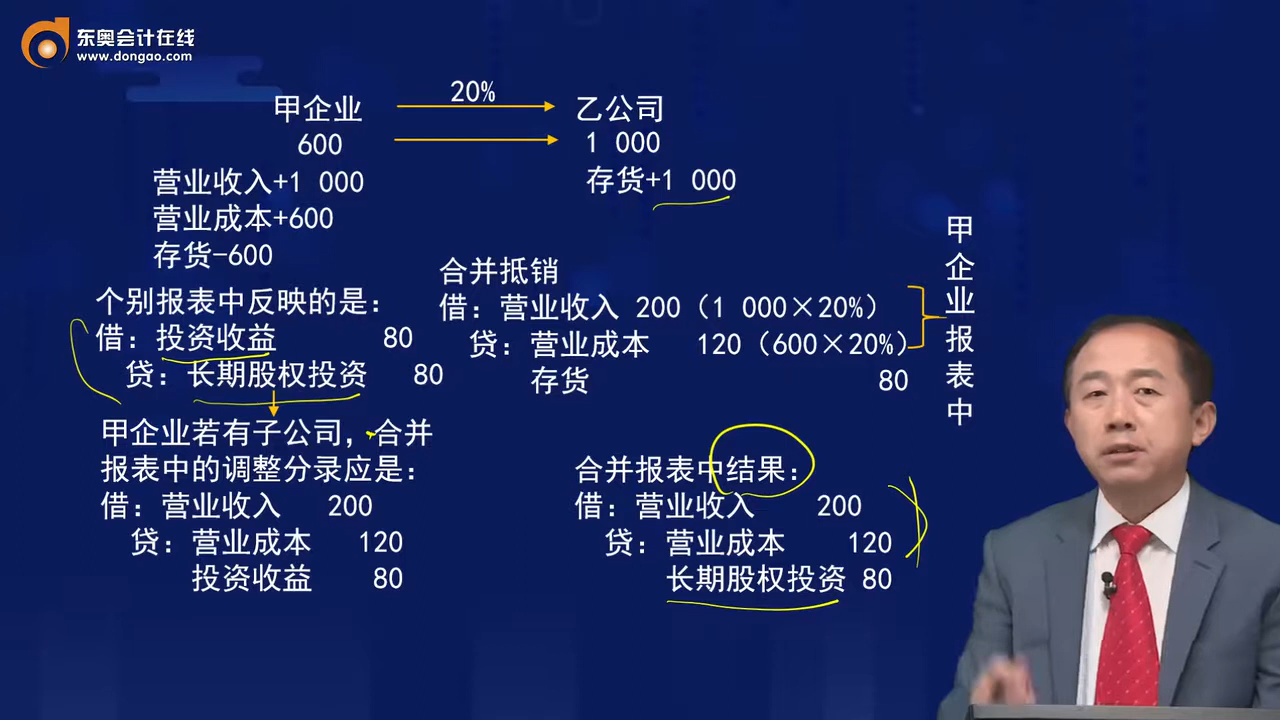 东奥会计在线
www.dongao.com
甲企业 20% 乙公司
600 1 000
营业收入+1 000 存货+1 000
营业成本+600
存货-600
个别报表中反映的是：
借：投资收益 80
贷：长期股权投资 80
甲企业若有子公司，合并
报表中的调整分录应是：
借：营业收入 200
贷：营业成本 120
投资收益 80
合并抵销
借：营业收入 200（1 000×20%）
贷：营业成本 120（600×20%）
存货 80
甲企业报表中
合并报表中结果：
借：营业收入 200
贷：营业成本 120
长期股权投资 80